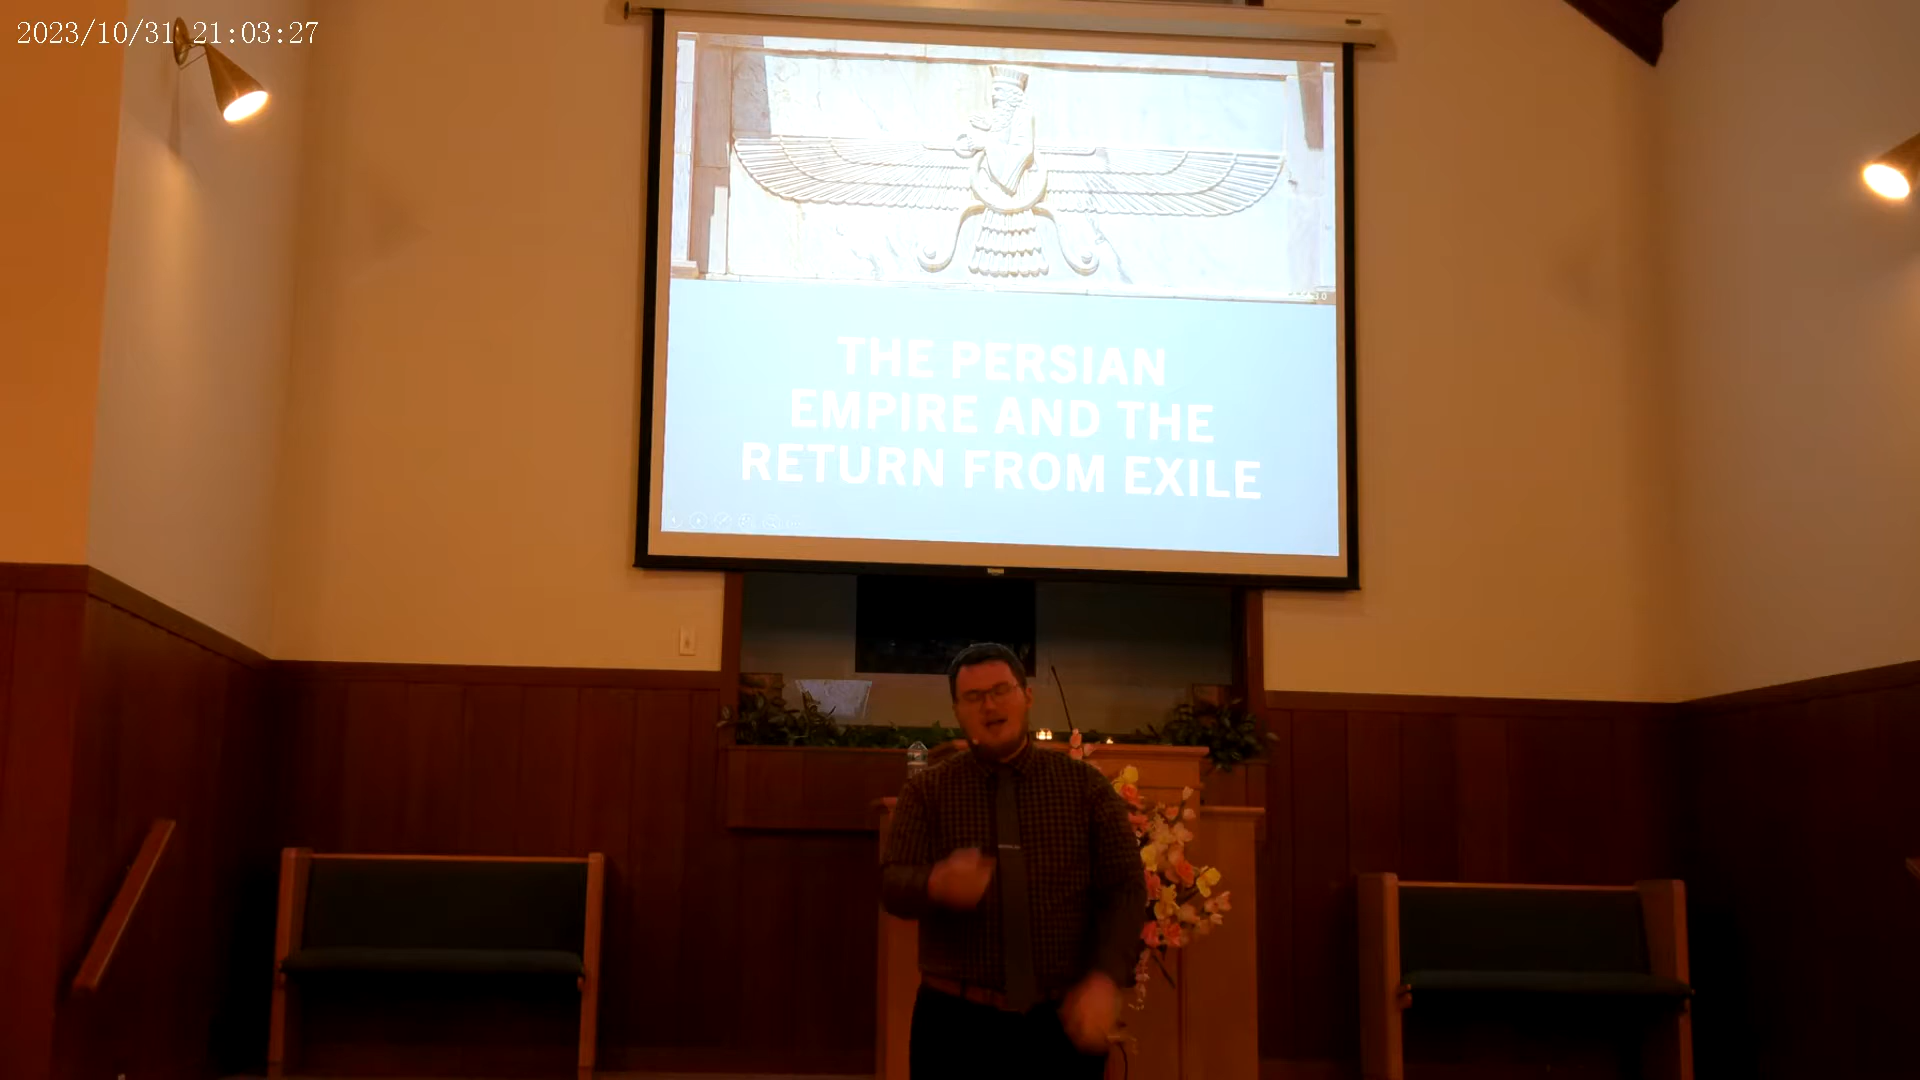 2023/10/31 21:03:27
THE PERSIAN
EMPIRE AND THE
RETURN FROM EXILE